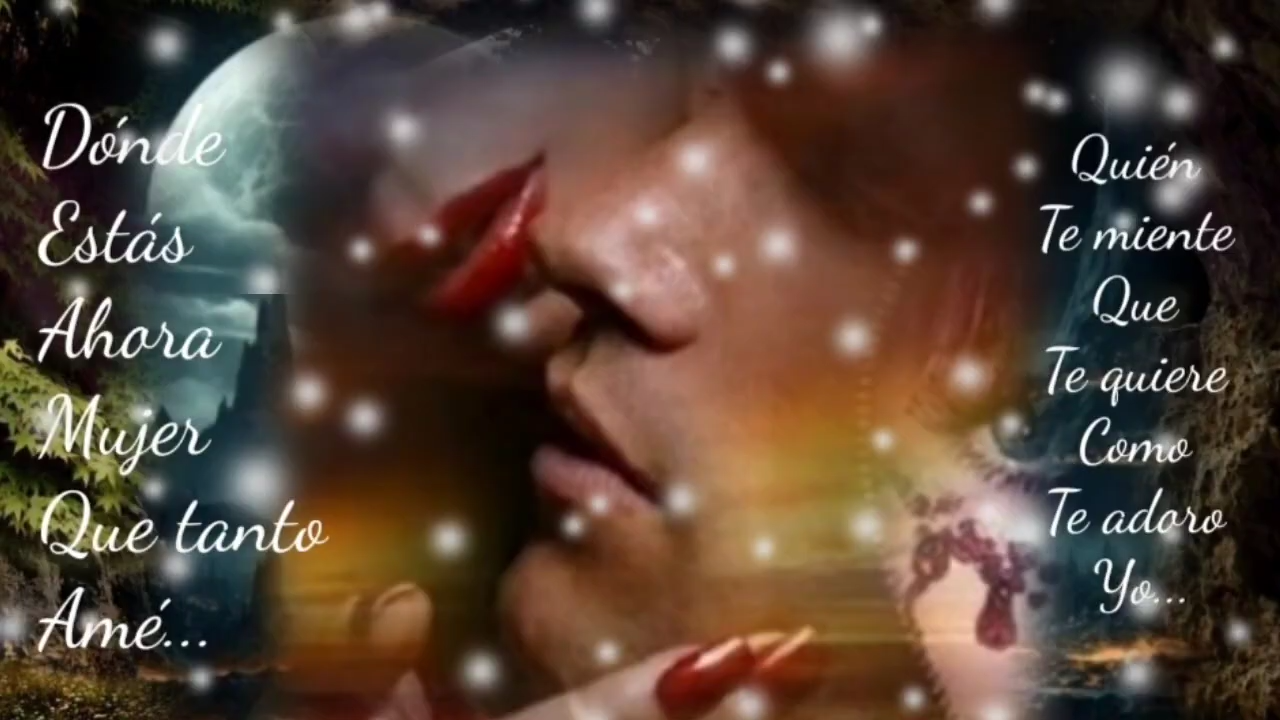 Dónde
Estás
Ahora
Mujer
Que tanto
Amé...
Quién
Te miente
Que
Te quiere
Como
Te adoro
Yo...